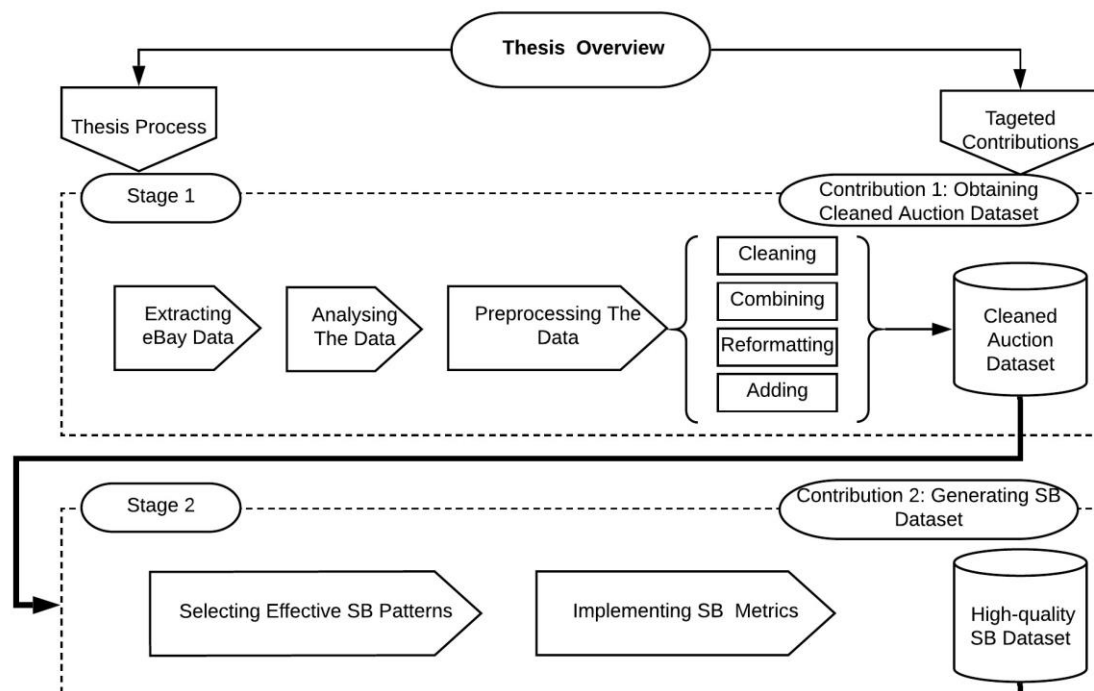 Thesis Overview
Thesis Process
Tageted
Contributions
Stage 1
Contribution 1: Obtaining
Cleaned Auction Dataset
Extracting
eBay Data
Analysing
The Data
Preprocessing The
Data
Cleaning
Combining
Reformatting
Adding
Cleaned
Auction
Dataset
Stage 2
Contribution 2: Generating SB
Dataset
Selecting Effective SB Patterns
Implementing SB Metrics
High-quality
SB Dataset